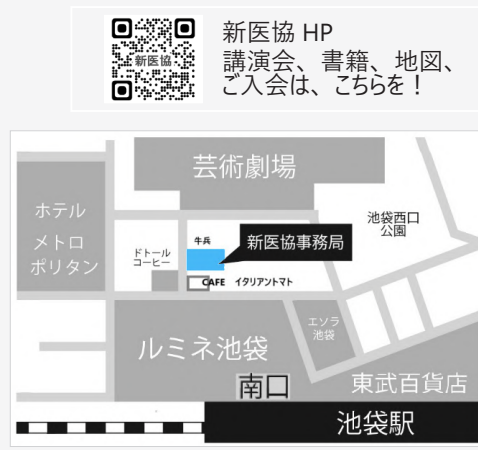 新医協
新医協 HP
講演会、書籍、地図、
ご入会は、こちらを！
芸術劇場
ホテル
メトロ
ポリタン
池袋西口
公園
牛兵
新医協事務局
ドトール
コーヒー
CAFE イタリアントマト
エソラ
池袋
ルミネ池袋
南口
東武百貨店
池袋駅